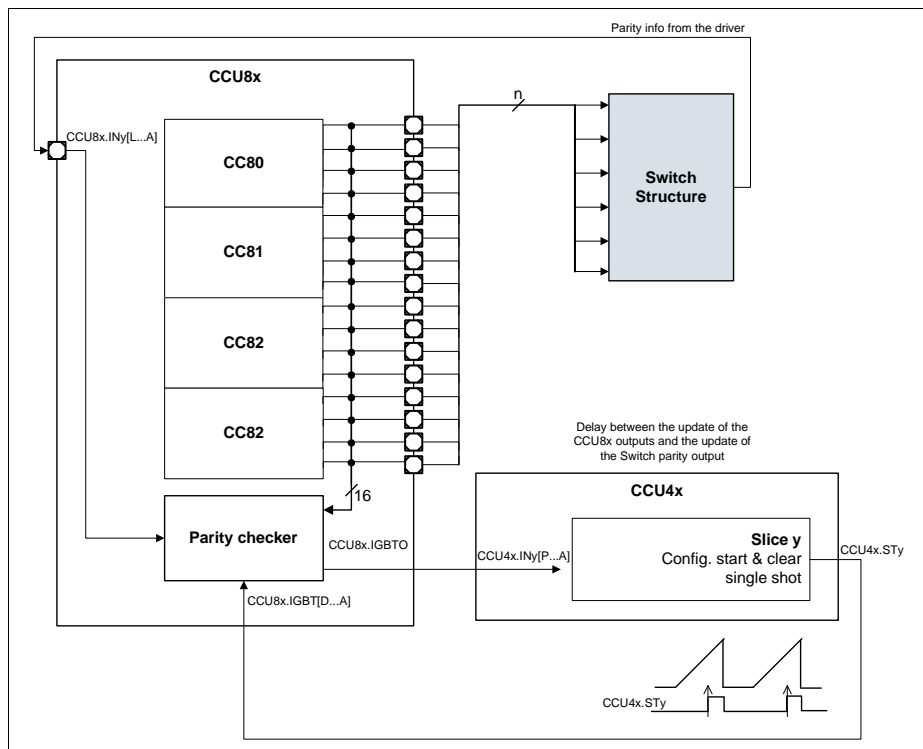 Parity info from the driver
CCU8x
n
CCU8x.INy[L...A]
CC80
Switch
Structure
CC81
CC82
CC82
Delay between the update of the
CCU8x outputs and the update of
the Switch parity output
16
CCU4x
Parity checker
CCU8x.IGBTO
CCU4x.INy[P...A]
Slice y
Config. start & clear
single shot
CCU4x.STy
CCU8x.IGBT[D...A]
CCU4x.STy